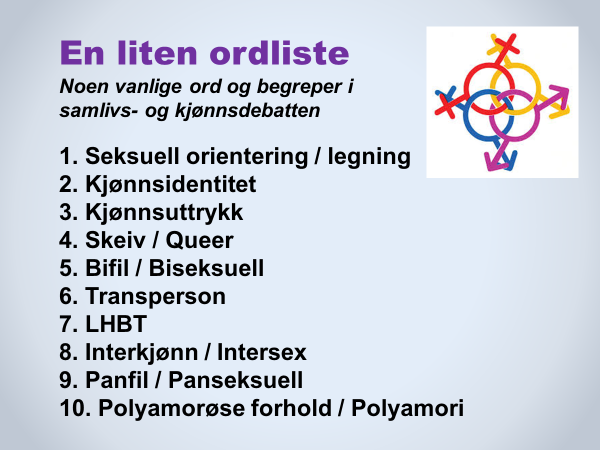 En liten ordliste
Noen vanlige ord og begreper i
samlivs- og kjønnsdebatten
1. Seksuell orientering / legning
2. Kjønnsidentitet
3. Kjønnsuttrykk
4. Skeiv / Queer
5. Bifil / Biseksuell
6. Transperson
7. LHBT
8. Interkjønn / Intersex
9. Panfil / Panseksuell
10. Polyamorøse forhold / Polyamori